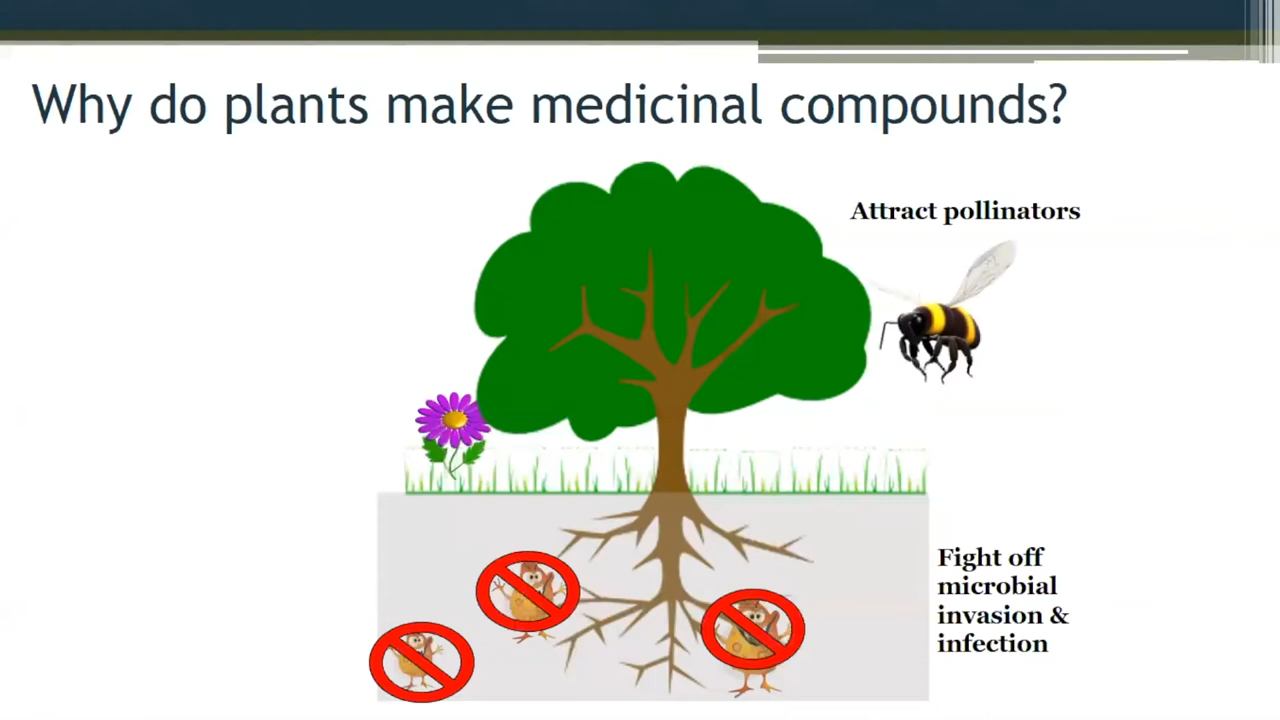 Why do plants make medicinal compounds?
Attract pollinators
Fight off
microbial
invasion &
infection